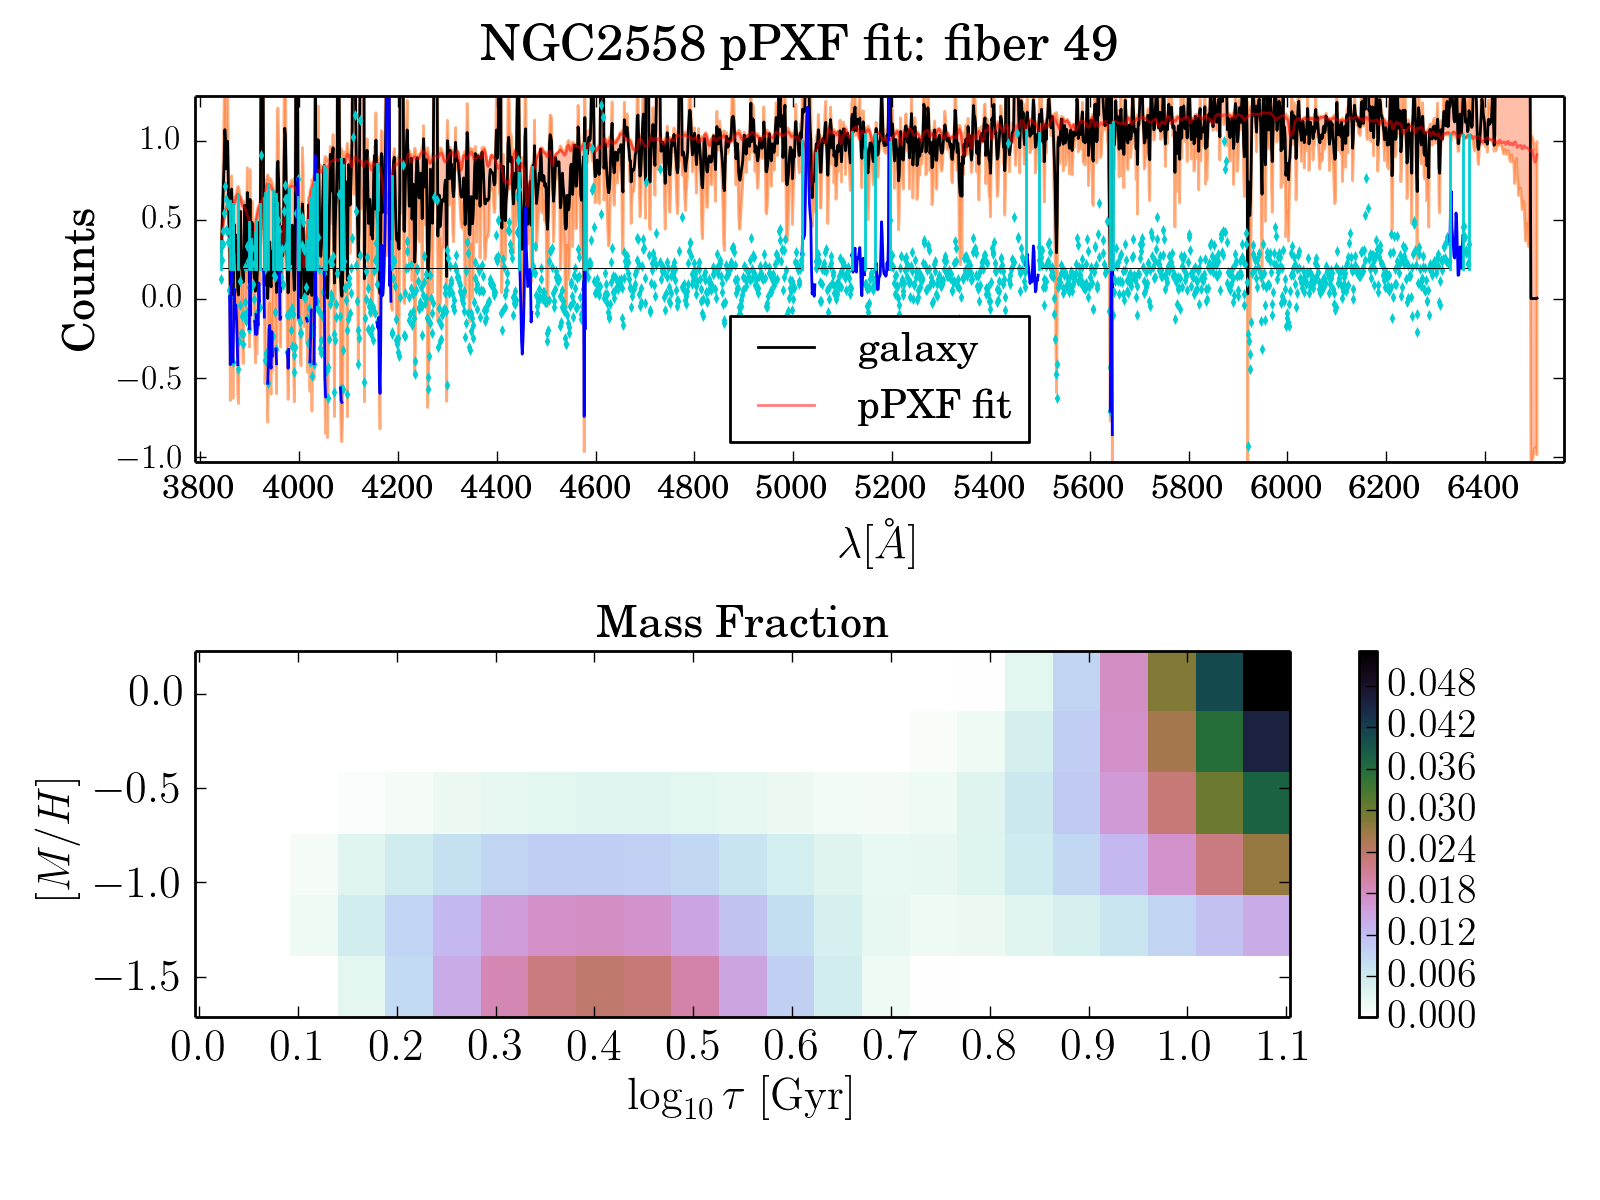 NGC2558 pPXF fit: fiber 49
Counts
1.0
0.5
0.0
−0.5
−1.0
galaxy
pPXF fit
3800 4000 4200 4400 4600 4800 5000 5200 5400 5600 5800 6000 6200 6400
λ[Å]
Mass Fraction
[M/H]
0.0
−0.5
−1.0
−1.5
0.0 0.1 0.2 0.3 0.4 0.5 0.6 0.7 0.8 0.9 1.0 1.1
log₁₀ τ [Gyr]
0.048
0.042
0.036
0.030
0.024
0.018
0.012
0.006
0.000